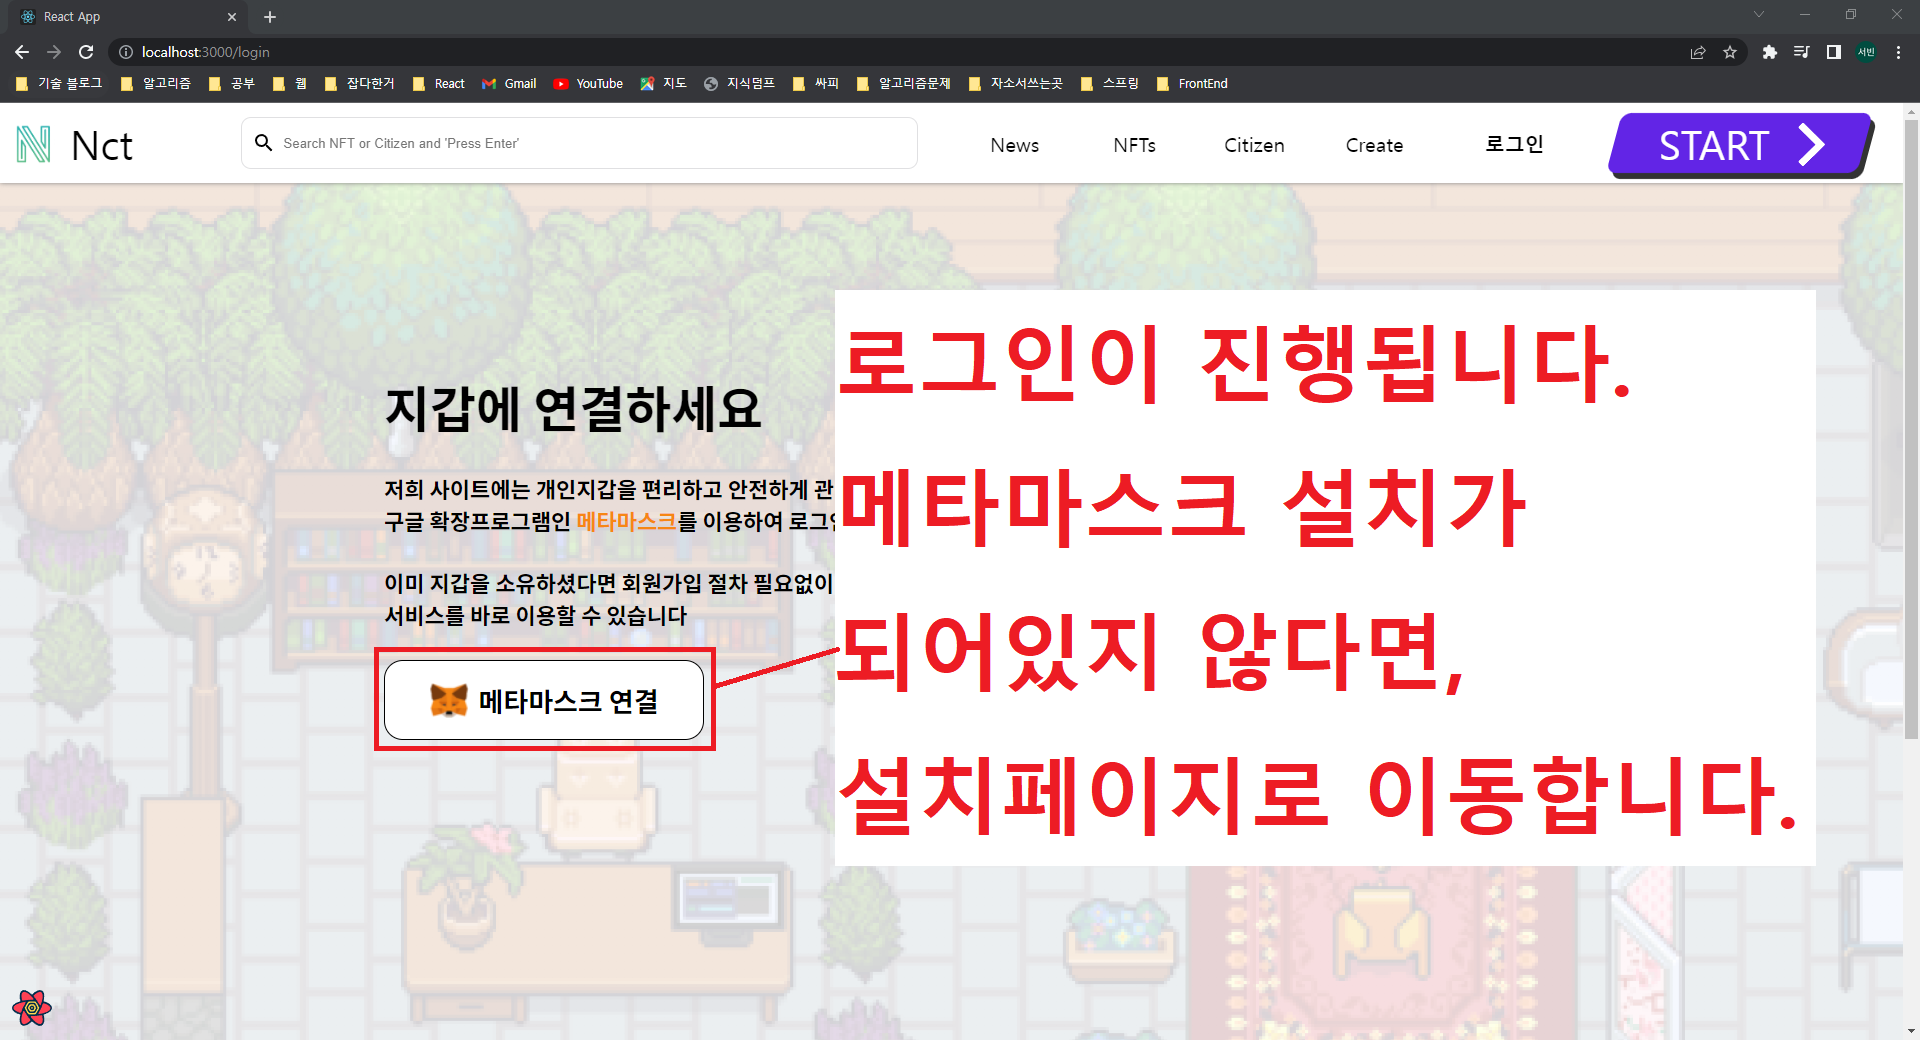 React App
localhost:3000/login
서빈
기술 블로그 알고리즘 공부 웹 잡다한거 React Gmail YouTube 지도 지식덤프 싸피 알고리즘문제 자소서쓰는곳 스프링 FrontEnd
Nct
Search NFT or Citizen and 'Press Enter'
News NFTs Citizen Create 로그인 START
지갑에 연결하세요
저희 사이트에는 개인지갑을 편리하고 안전하게 관
구글 확장프로그램인 메타마스크를 이용하여 로그인
이미 지갑을 소유하셨다면 회원가입 절차 필요없이
서비스를 바로 이용할 수 있습니다
메타마스크 연결
로그인이 진행됩니다.
메타마스크 설치가
되어있지 않다면,
설치페이지로 이동합니다.